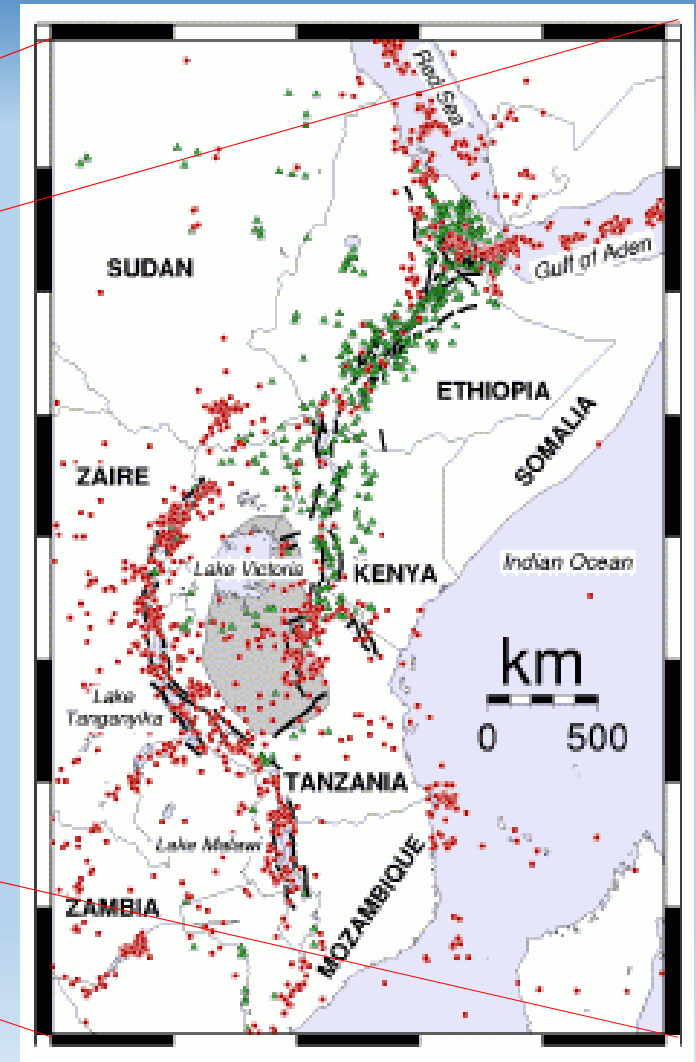 Red Sea
Gulf of Aden
SUDAN
ETHIOPIA
SOMALIA
ZAIRE
Lake Victoria
KENYA
Indian Ocean
km
0 500
Lake
Tanganyika
TANZANIA
Lake Malawi
MOZAMBIQUE
ZAMBIA